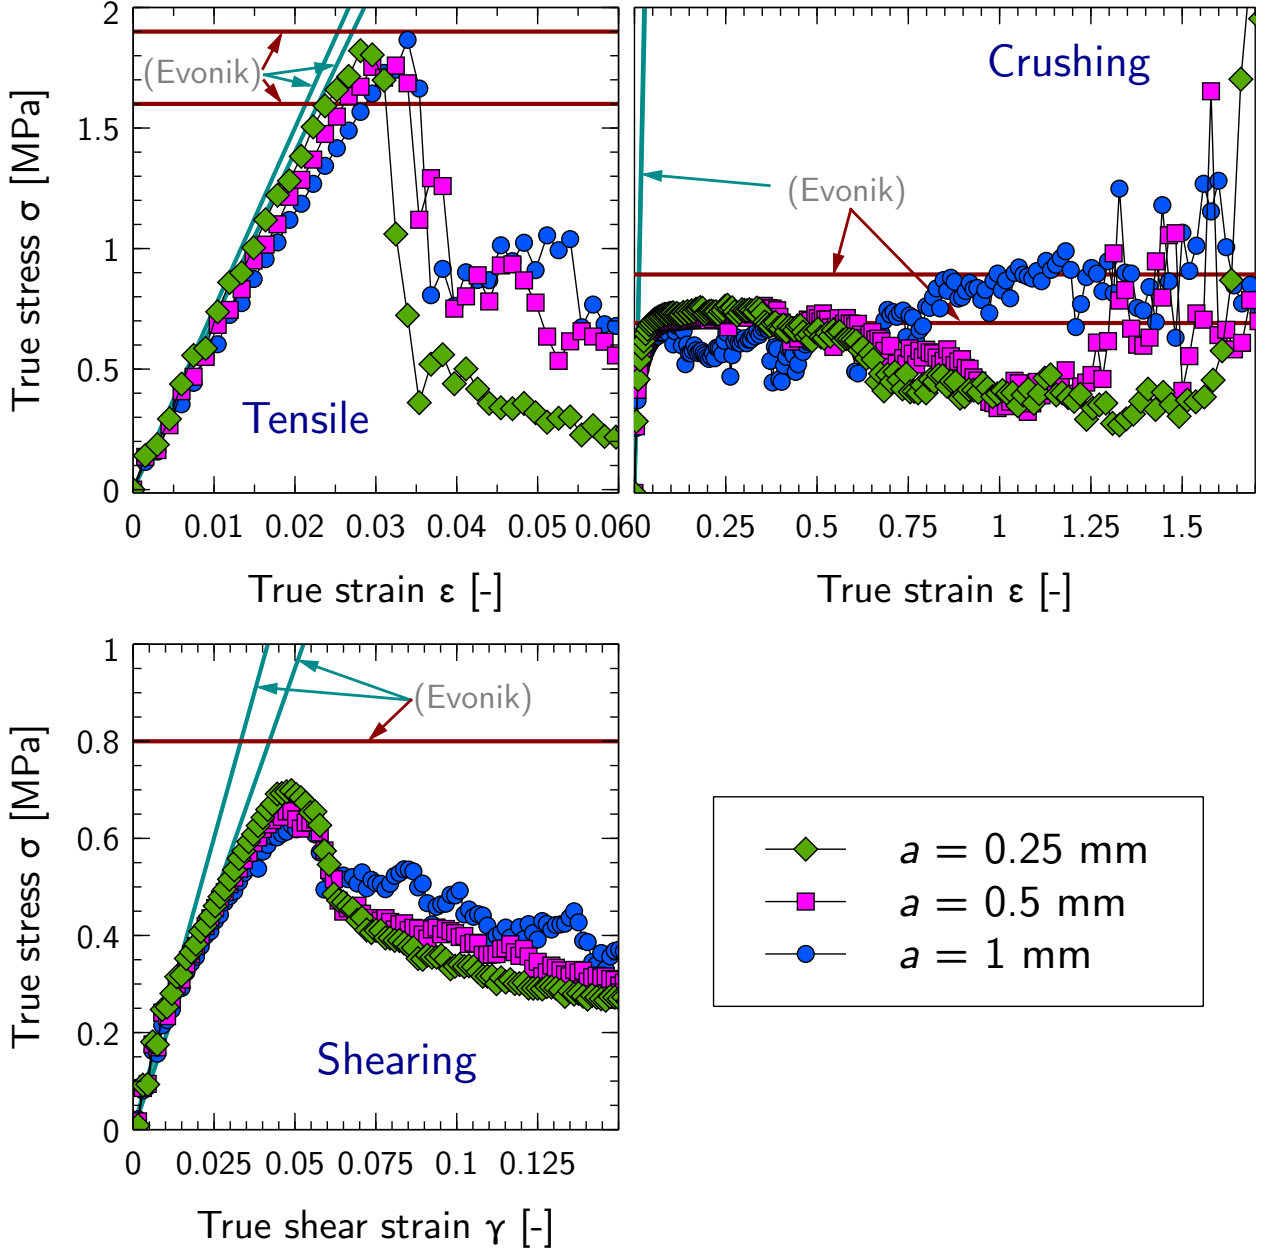 2
1.5
1
0.5
0
True stress σ [MPa]
(Evonik)
Tensile
0 0.01 0.02 0.03 0.04 0.05 0.06
True strain ε [-]
Crushing
(Evonik)
0 0.25 0.5 0.75 1 1.25 1.5
True strain ε [-]
1
0.8
0.6
0.4
0.2
0
True stress σ [MPa]
(Evonik)
Shearing
0 0.025 0.05 0.075 0.1 0.125
True shear strain γ [-]
a = 0.25 mm
a = 0.5 mm
a = 1 mm